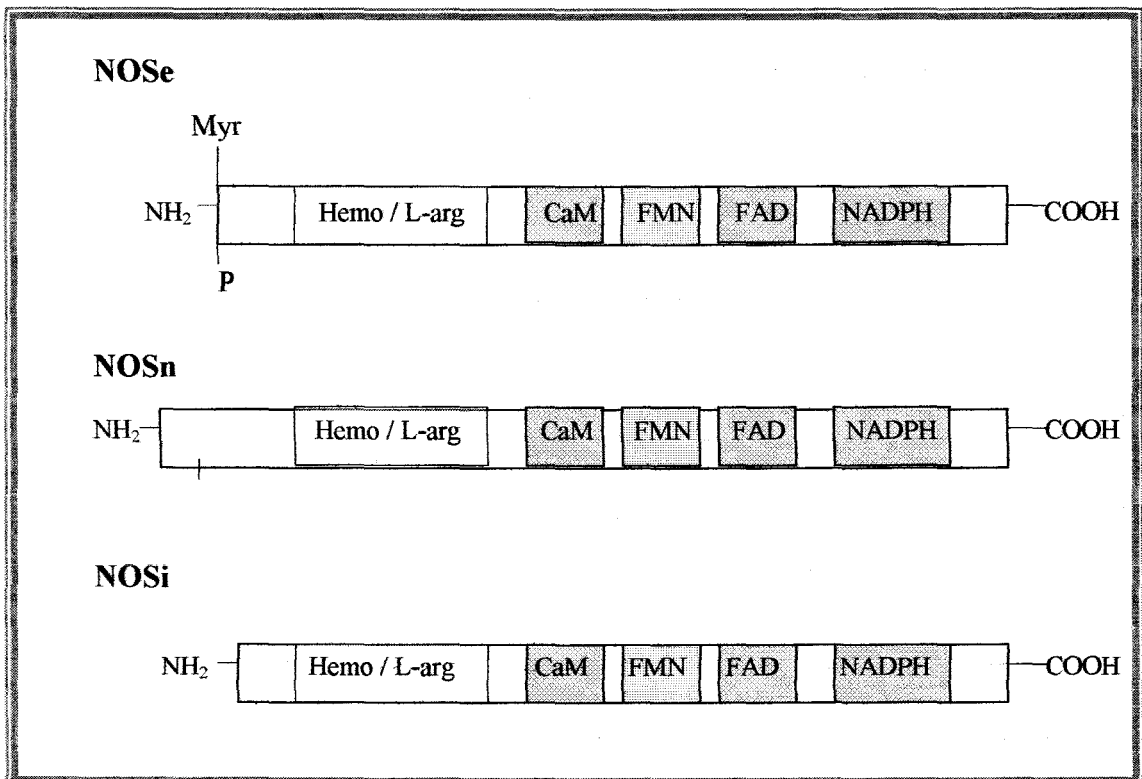 NOSe
Myr
NH₂ Hemo / L-arg CaM FMN FAD NADPH COOH
P
NOSn
NH₂ Hemo / L-arg CaM FMN FAD NADPH COOH
NOSi
NH₂ Hemo / L-arg CaM FMN FAD NADPH COOH